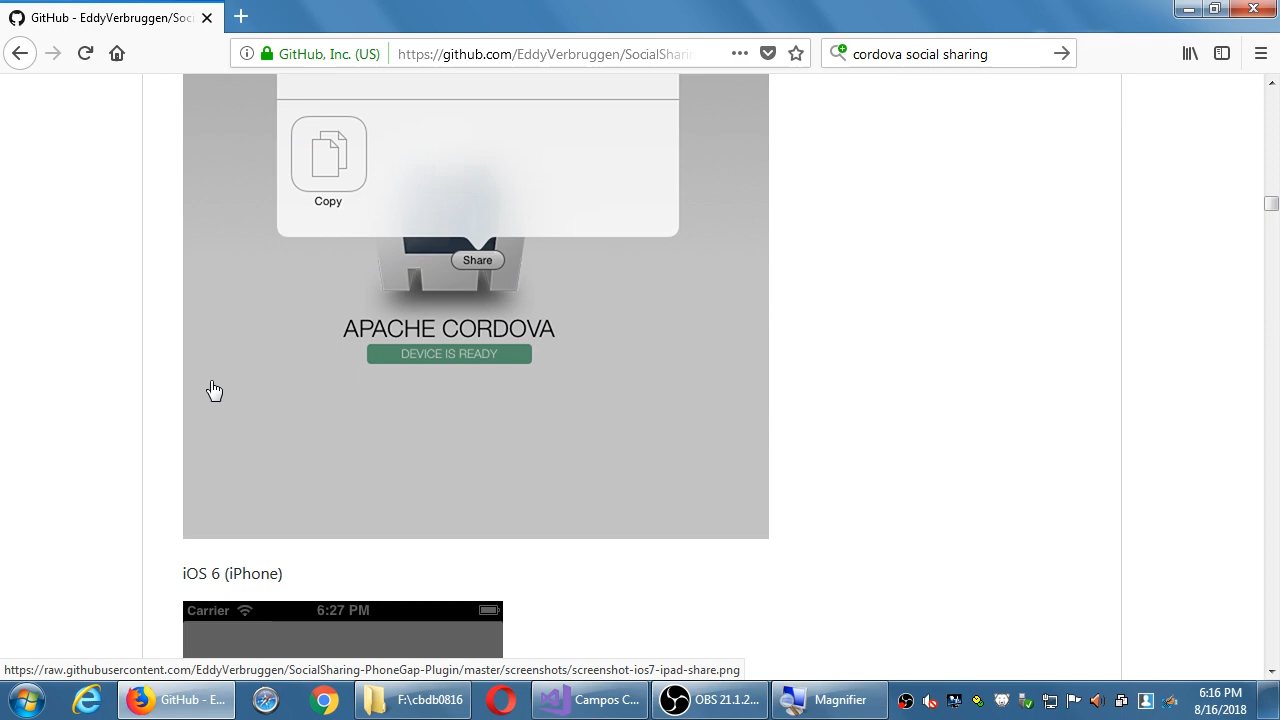 GitHub - EddyVerbruggen/Soci
GitHub, Inc. (US)
https://github.com/EddyVerbruggen/SocialSharin
cordova social sharing
Copy
Share
APACHE CORDOVA
DEVICE IS READY
iOS 6 (iPhone)
Carrier
6:27 PM
https://raw.githubusercontent.com/EddyVerbruggen/SocialSharing-PhoneGap-Plugin/master/screenshots/screenshot-ios7-ipad-share.png
GitHub - E...
F:\cbdb0816
Campos C...
OBS 21.1.2...
Magnifier
6:16 PM
8/16/2018